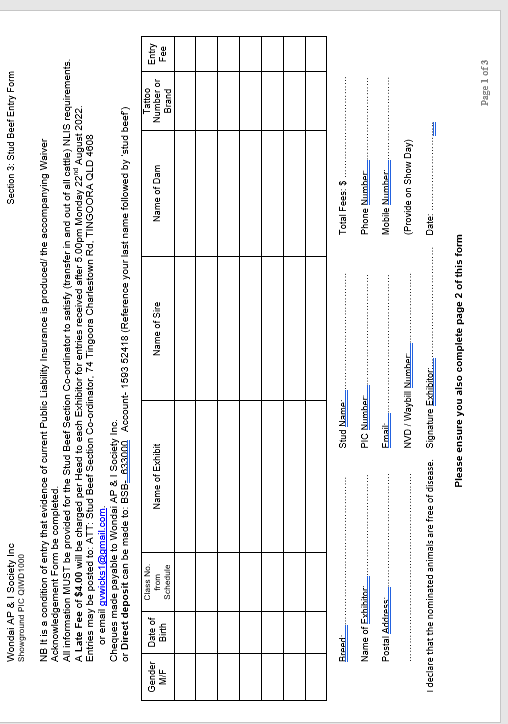 Wondai AP & I Society Inc
Section 3: Stud Beef Entry Form
Showground PIC QIWD1000
NB It is a condition of entry that evidence of current Public Liability Insurance is produced/ the accompanying Waiver
Acknowledgement Form be completed.
All information MUST be provided for the Stud Beef Section Co-ordinator to satisfy (transfer in and out of all cattle) NLIS requirements.
A Late Fee of $4.00 will be charged per Head to each Exhibitor for entries received after 5.00pm Monday 22nd August 2022.
Entries may be posted to: ATT: Stud Beef Section Co-ordinator, 74 Tingoora Charlestown Rd, TINGOORA QLD 4608
or email gvwicks1@gmail.com.
Cheques made payable to Wondai AP & I Society Inc.
or Direct deposit can be made to: BSB- 633000 Account- 1593 52418 (Reference your last name followed by 'stud beef')
Gender M/F
Date of Birth
Class No. from Schedule
Name of Exhibit
Name of Sire
Name of Dam
Tattoo Number or Brand
Entry Fee
Breed: Stud Name: Total Fees: $
Name of Exhibitor: PIC Number: Phone Number:
Postal Address: Email: Mobile Number:
NVD / Waybill Number: (Provide on Show Day)
I declare that the nominated animals are free of disease. Signature Exhibitor: Date:
Please ensure you also complete page 2 of this form
Page 1 of 3